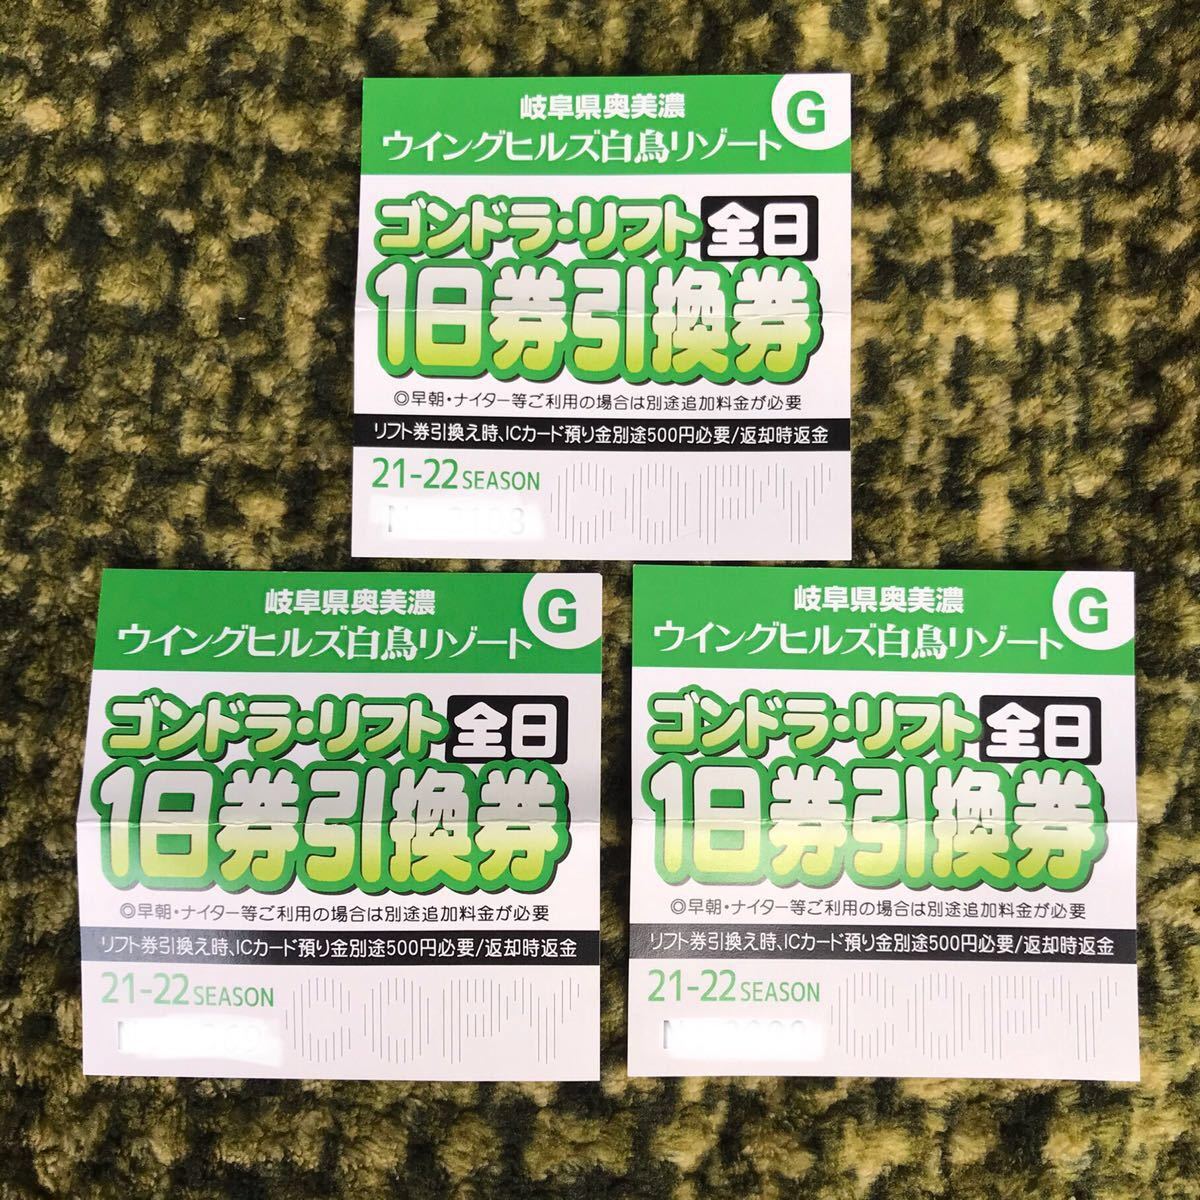 岐阜県奥美濃
ウイングヒルズ白鳥リゾート
G
ゴンドラ・リフト 全日
1日券引換券
◎早朝・ナイター等ご利用の場合は別途追加料金が必要
リフト券引換え時、ICカード預り金別途500円必要/返却時返金
21-22 SEASON
COPY
岐阜県奥美濃
ウイングヒルズ白鳥リゾート
G
ゴンドラ・リフト 全日
1日券引換券
◎早朝・ナイター等ご利用の場合は別途追加料金が必要
リフト券引換え時、ICカード預り金別途500円必要/返却時返金
21-22 SEASON
COPY
岐阜県奥美濃
ウイングヒルズ白鳥リゾート
G
ゴンドラ・リフト 全日
1日券引換券
◎早朝・ナイター等ご利用の場合は別途追加料金が必要
リフト券引換え時、ICカード預り金別途500円必要/返却時返金
21-22 SEASON
COPY